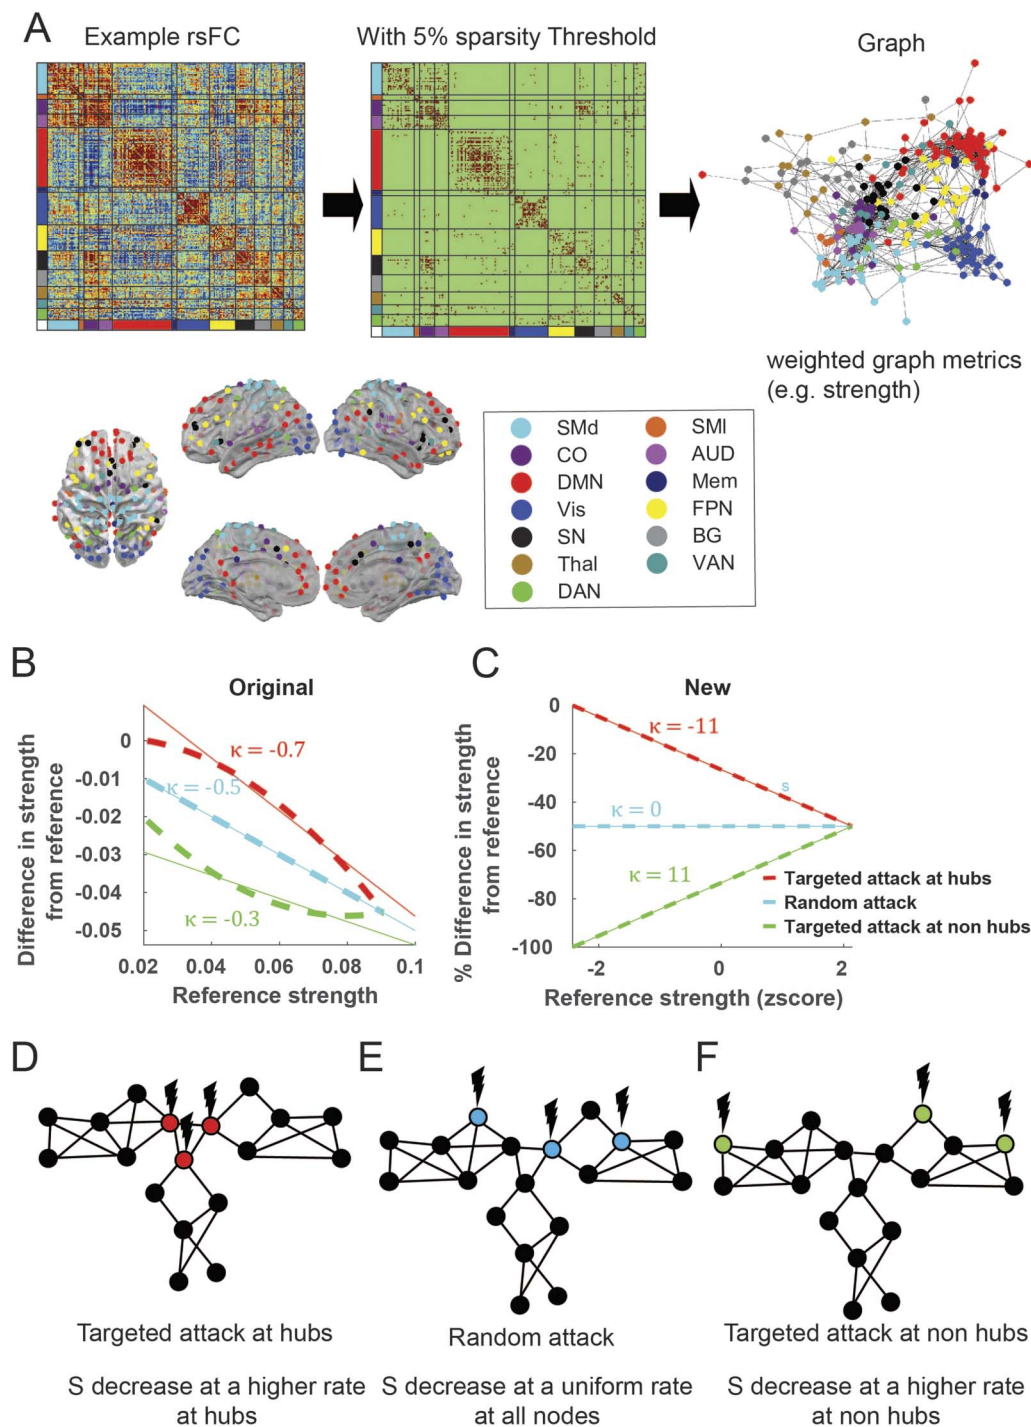 A
Example rsFC
With 5% sparsity Threshold
Graph
weighted graph metrics
(e.g. strength)
SMd
SMl
CO
AUD
DMN
Mem
Vis
FPN
SN
BG
Thal
VAN
DAN
B
Original
Difference in strength
from reference
0
-0.01
-0.02
-0.03
-0.04
-0.05
κ = -0.7
κ = -0.5
κ = -0.3
0.02 0.04 0.06 0.08 0.1
Reference strength
C
New
% Difference in strength
from reference
0
-20
-40
-60
-80
-100
κ = -11
s
κ = 0
κ = 11
Targeted attack at hubs
Random attack
Targeted attack at non hubs
-2 0 2
Reference strength (zscore)
D
Targeted attack at hubs
S decrease at a higher rate
at hubs
E
Random attack
S decrease at a uniform rate
at all nodes
F
Targeted attack at non hubs
S decrease at a higher rate
at non hubs